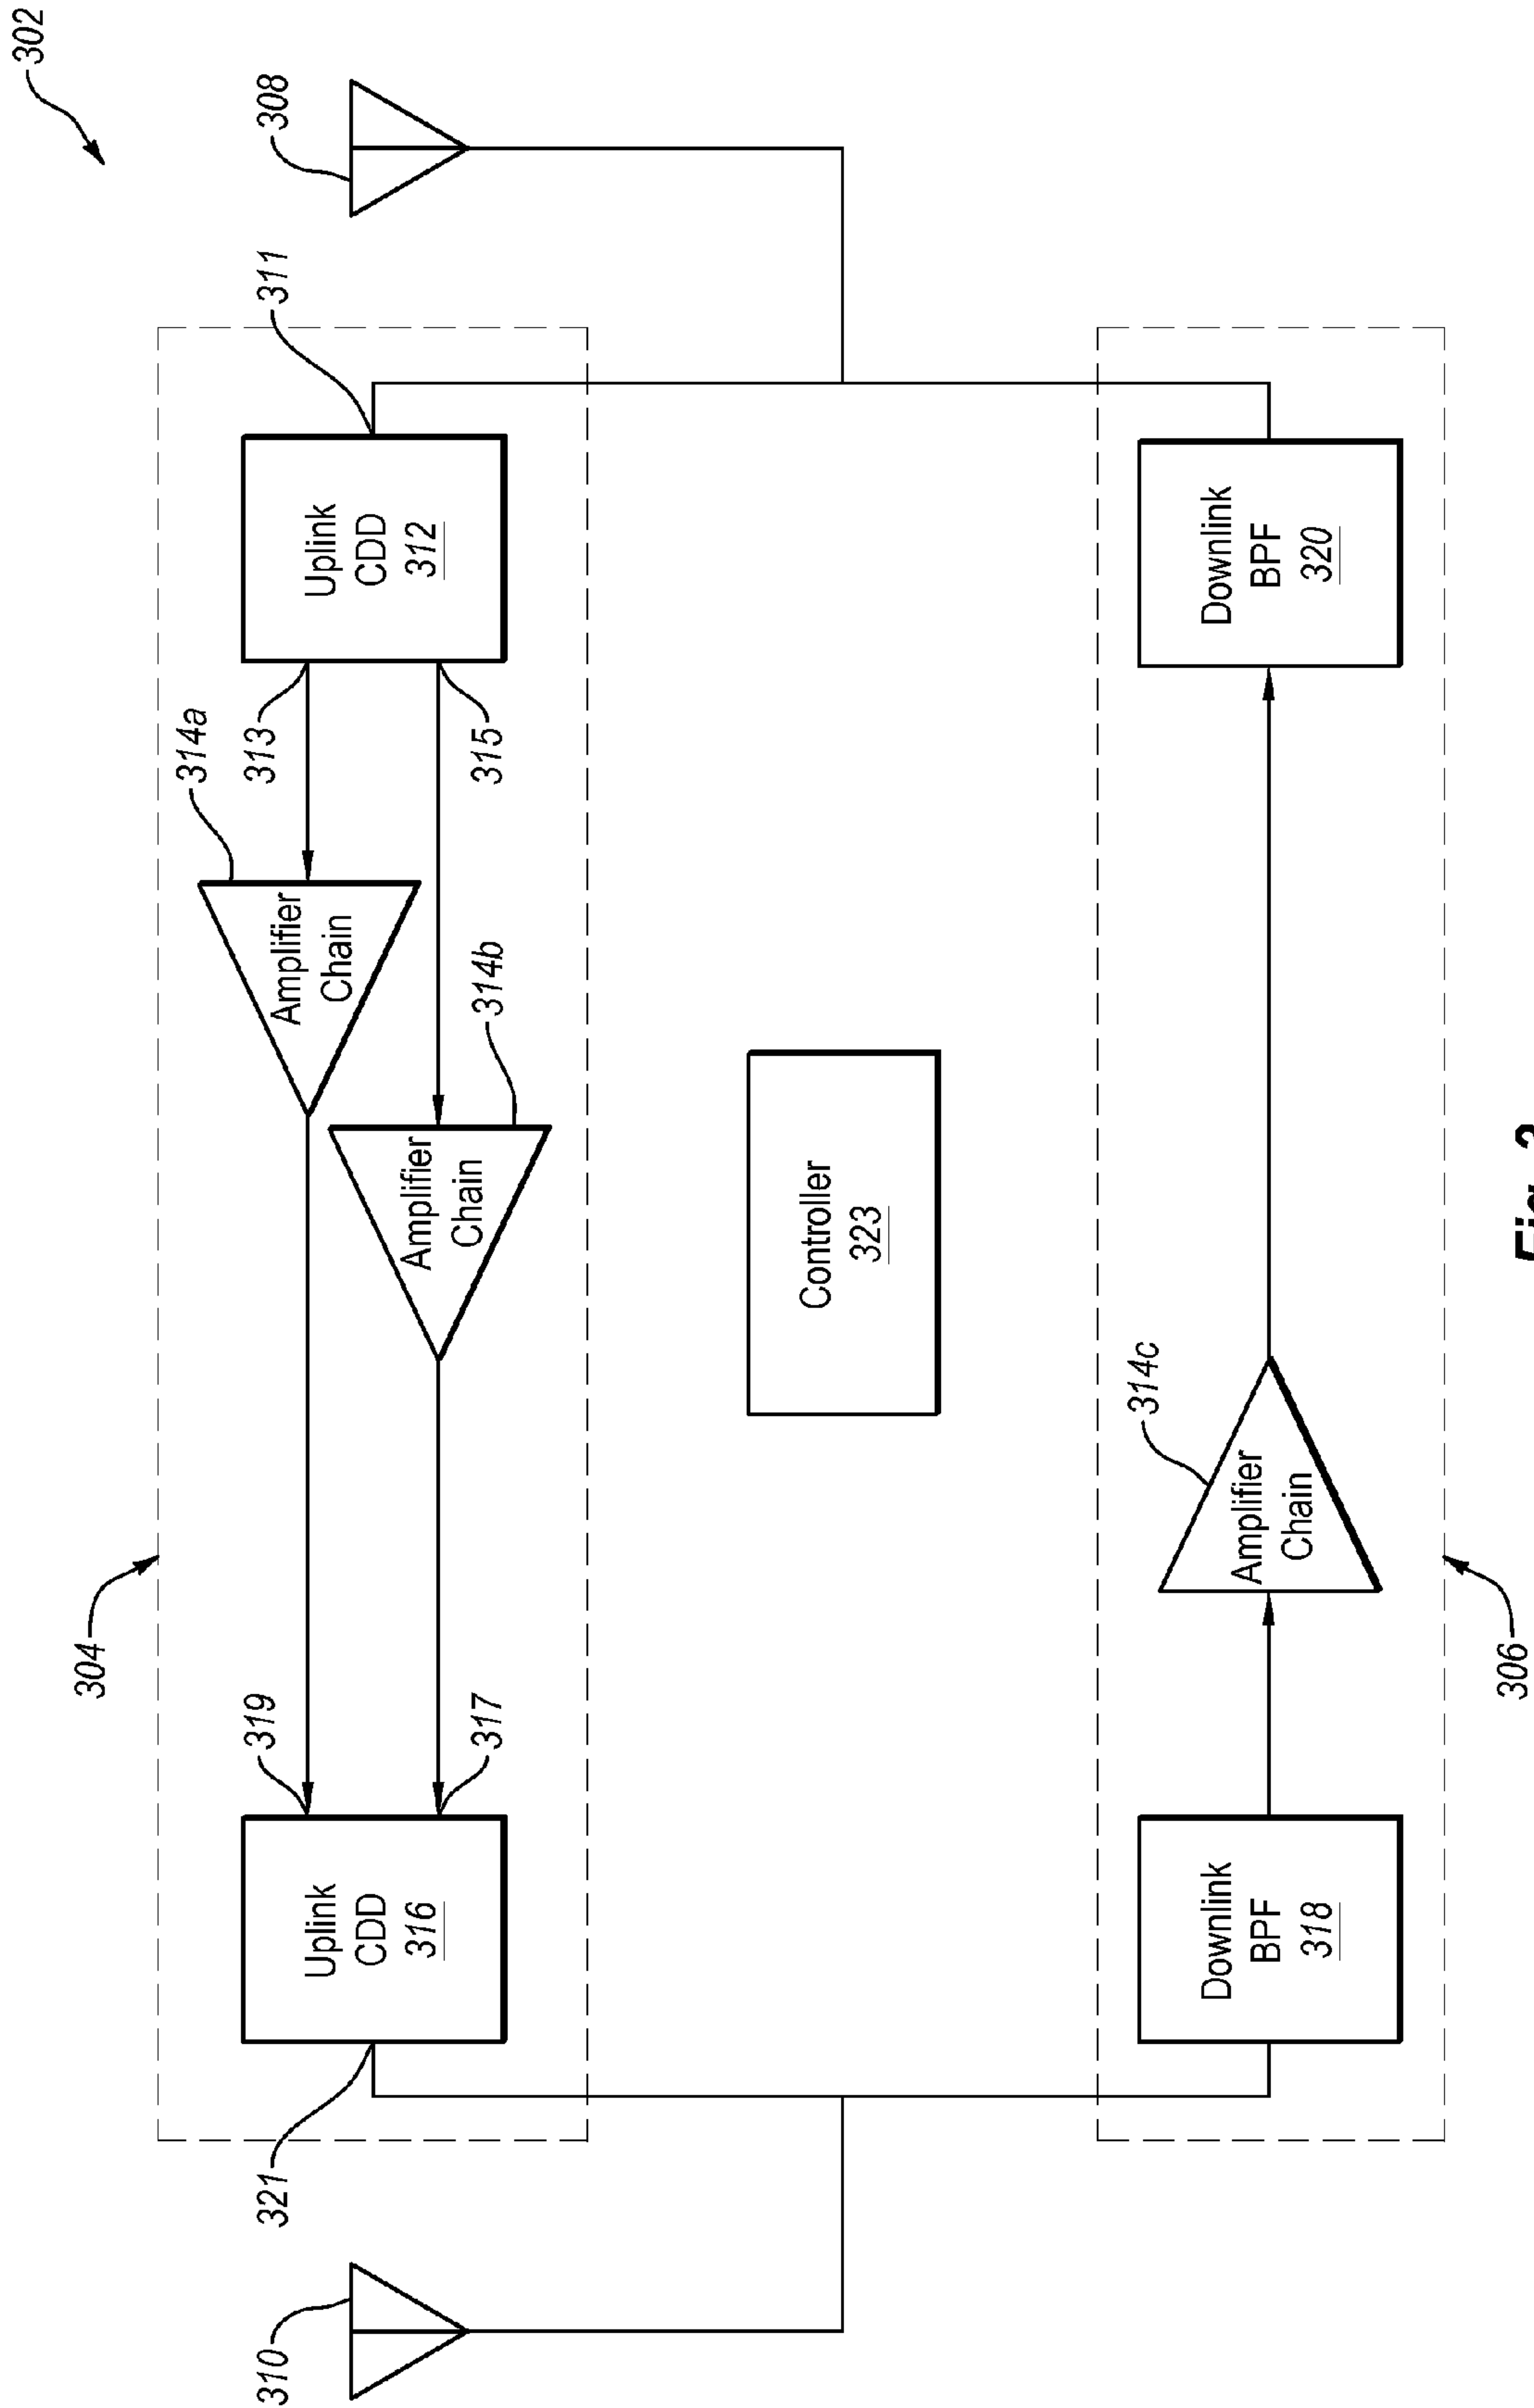 302
308
310
304
311
321
Uplink
CDD
316
319
317
Amplifier
Chain
314a
Amplifier
Chain
314b
313
315
Uplink
CDD
312
Controller
323
Downlink
BPF
318
Amplifier
Chain
314c
Downlink
BPF
320
306
Fig.